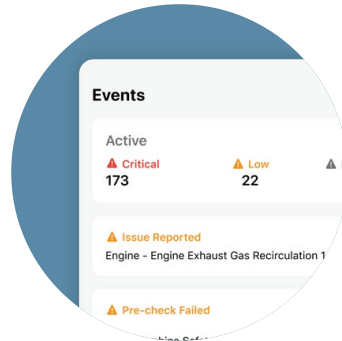 Events
Active
Critical
Low
173
22
Issue Reported
Engine - Engine Exhaust Gas Recirculation 1
Pre-check Failed